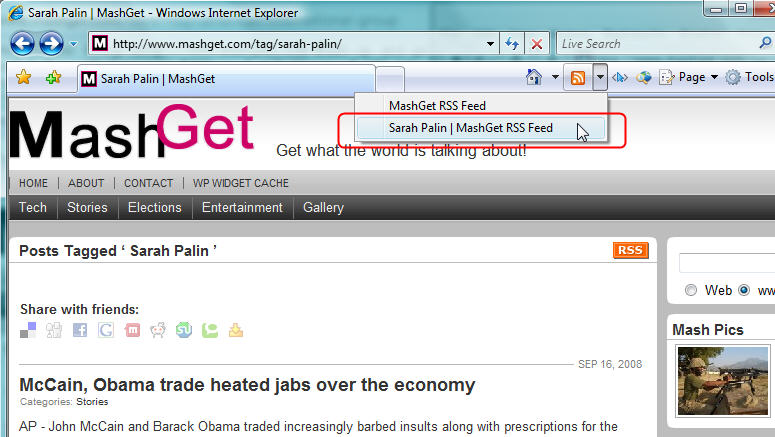 Sarah Palin | MashGet - Windows Internet Explorer
http://www.mashget.com/tag/sarah-palin/
Live Search
Sarah Palin | MashGet
Page
Tools
MashGet RSS Feed
Sarah Palin | MashGet RSS Feed
MashGet
Get what the world is talking about!
HOME
ABOUT
CONTACT
WP WIDGET CACHE
Tech
Stories
Elections
Entertainment
Gallery
Posts Tagged ‘ Sarah Palin ’
RSS
Web
ww
Share with friends:
Mash Pics
SEP 16, 2008
McCain, Obama trade heated jabs over the economy
Categories: Stories
AP - John McCain and Barack Obama traded increasingly barbed insults along with prescriptions for the